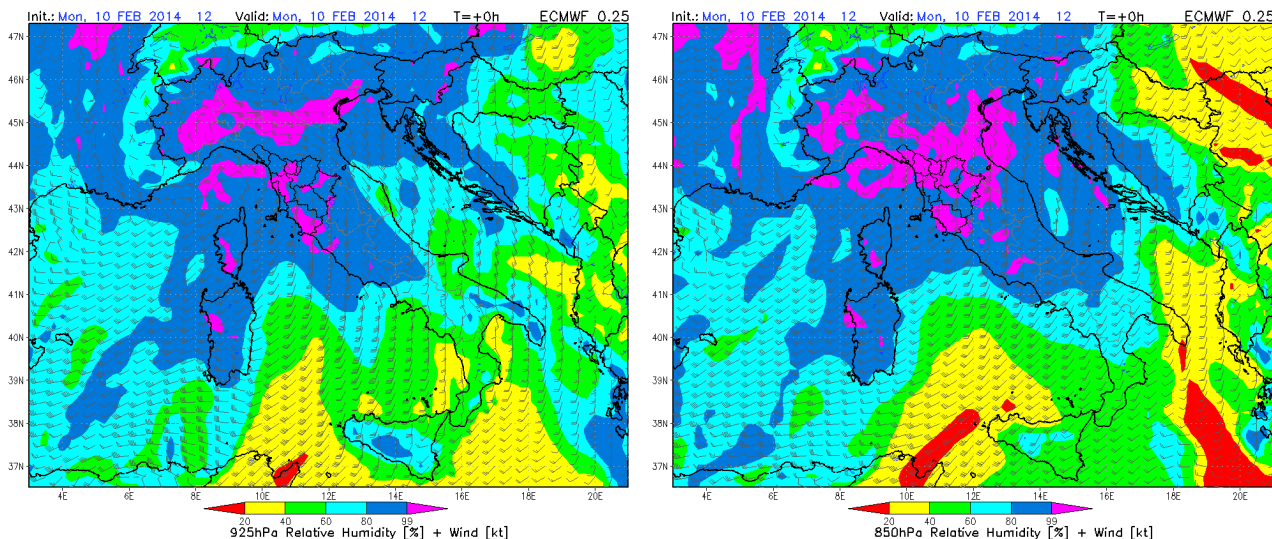 Init.: Mon, 10 FEB 2014 12 Valid: Mon, 10 FEB 2014 12 T=+0h ECMWF 0.25
47N
46N
45N
44N
43N
42N
41N
40N
39N
38N
37N
4E 6E 8E 10E 12E 14E 16E 18E 20E
20 40 60 80 99
925hPa Relative Humidity [%] + Wind [kt]
Init.: Mon, 10 FEB 2014 12 Valid: Mon, 10 FEB 2014 12 T=+0h ECMWF 0.25
47N
46N
45N
44N
43N
42N
41N
40N
39N
38N
37N
4E 6E 8E 10E 12E 14E 16E 18E 20E
20 40 60 80 99
850hPa Relative Humidity [%] + Wind [kt]